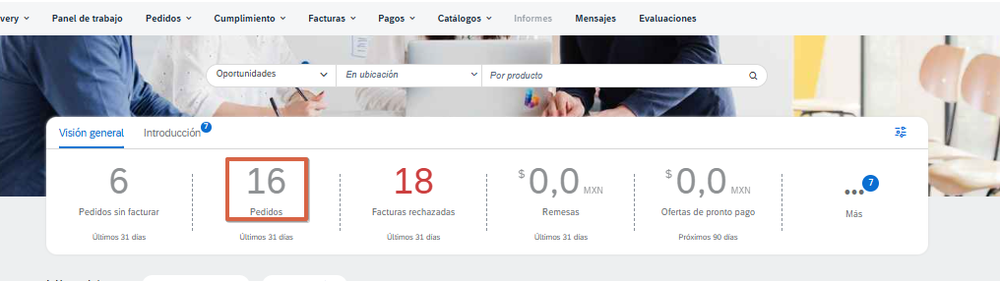 very Panel de trabajo Pedidos Cumplimiento Facturas Pagos Catálogos Informes Mensajes Evaluaciones
Oportunidades En ubicación Por producto
Visión general Introducción 7
6 16 18 $ 0,0 MXN $ 0,0 MXN ... 7
Pedidos sin facturar Pedidos Facturas rechazadas Remesas Ofertas de pronto pago Más
Últimos 31 días Últimos 31 días Últimos 31 días Últimos 31 días Próximos 90 días